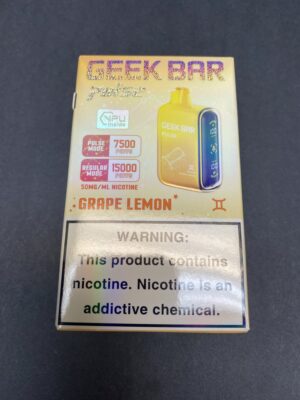 GEEK BAR
VPU
PULSE MODE 7500 PUFFS
REGULAR MODE 15000 PUFFS
50MG/ML NICOTINE
GRAPE LEMON
WARNING:
This product contains
nicotine. Nicotine is an
addictive chemical.